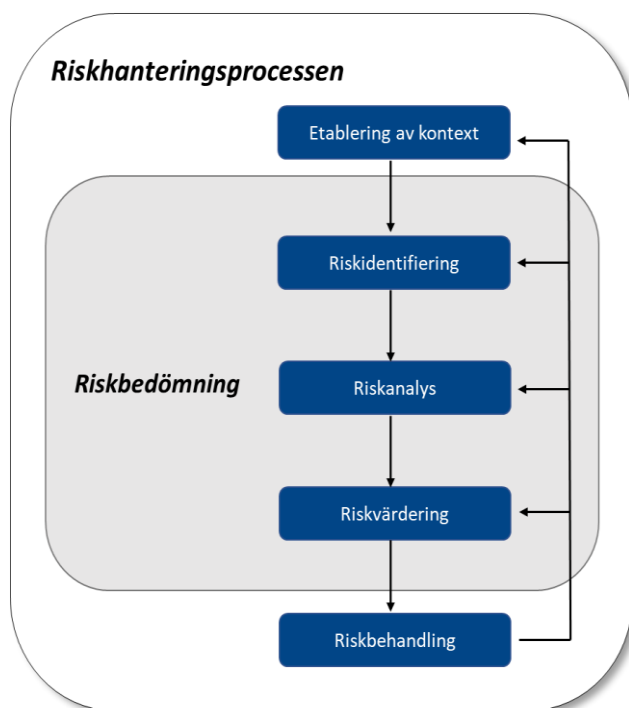 Riskhanteringsprocessen
Etablering av kontext
Riskidentifiering
Riskbedömning
Riskanalys
Riskvärdering
Riskbehandling